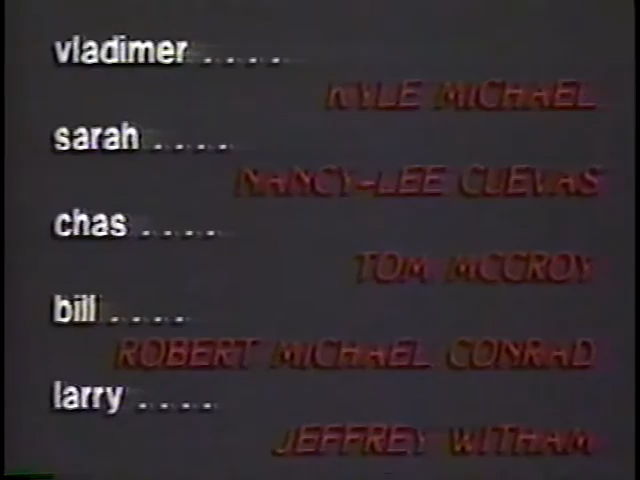 vladimer . . . .
KYLE MICHAEL
sarah . . . .
NANCY-LEE CUEVAS
chas . . . .
TOM MCCROY
bill . . . .
ROBERT MICHAEL CONRAD
larry . . . .
JEFFREY WITHAM